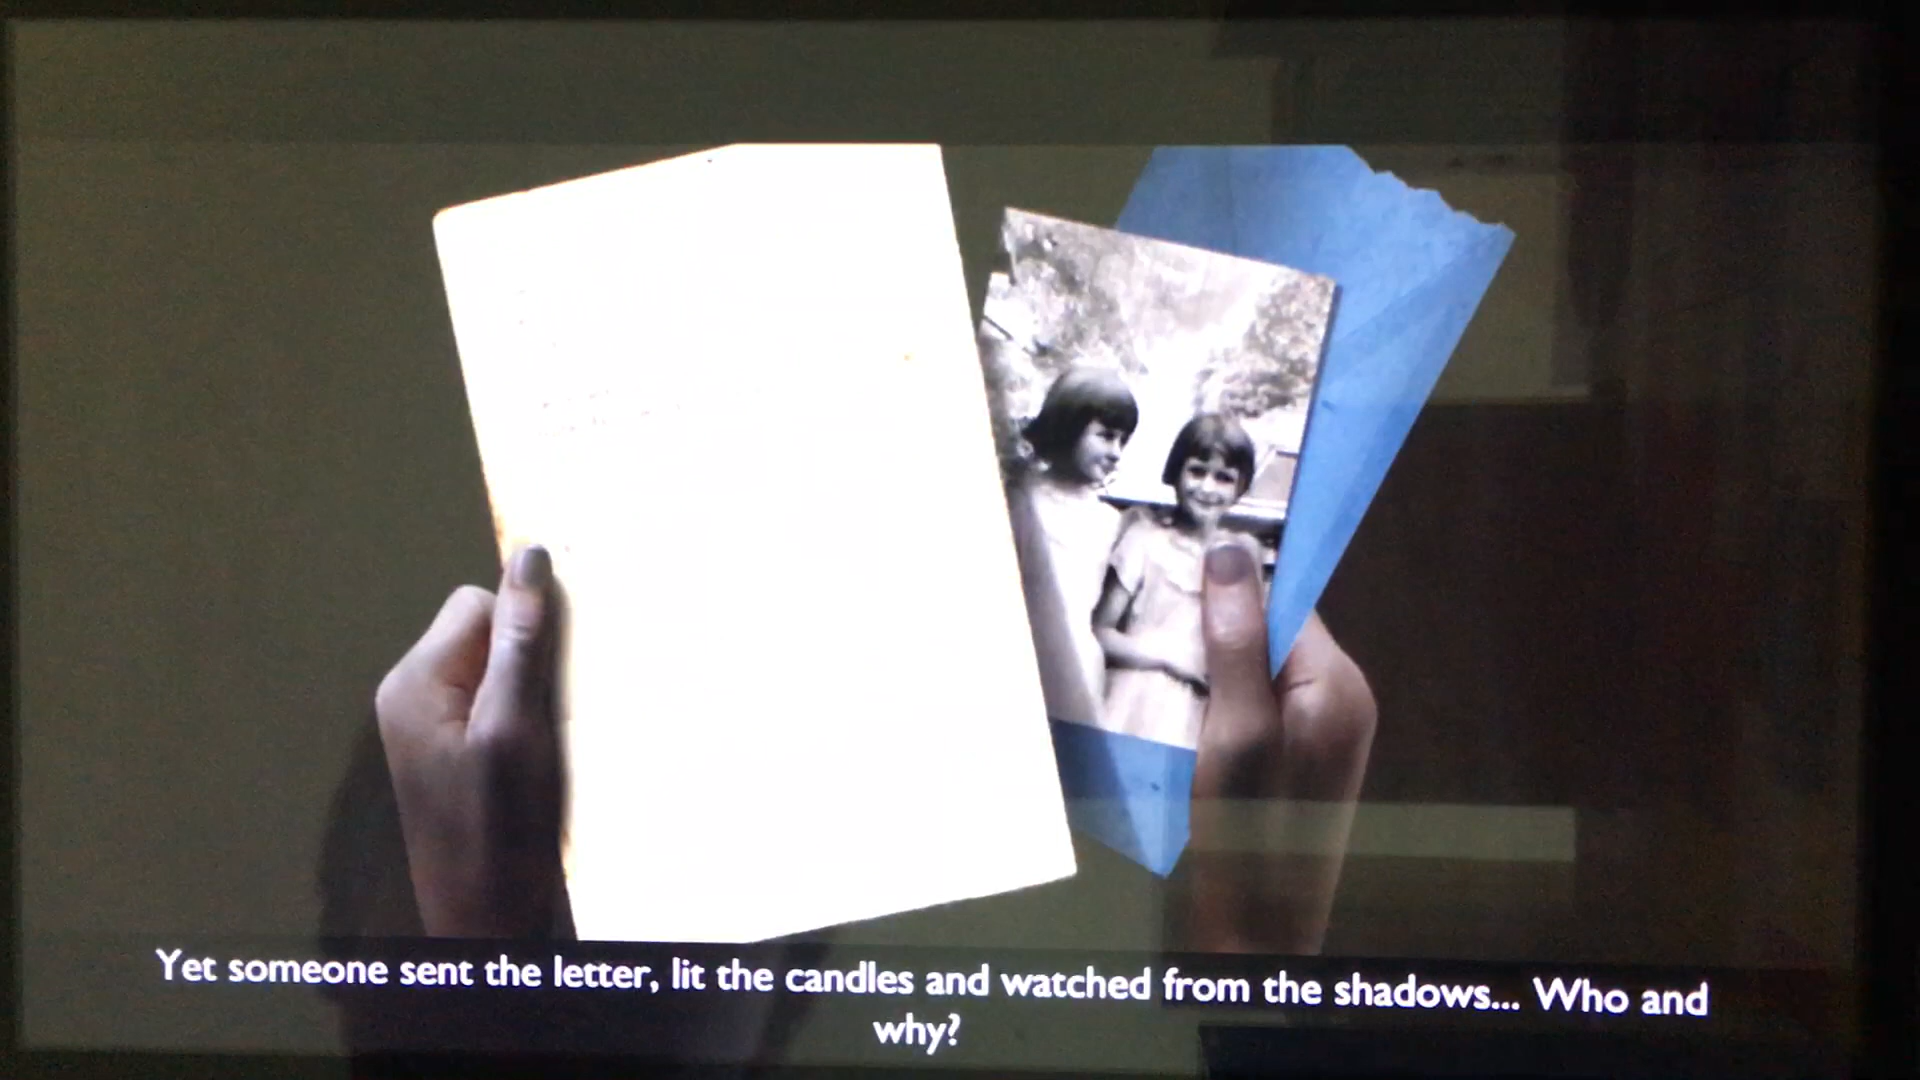 Yet someone sent the letter, lit the candles and watched from the shadows... Who and
why?